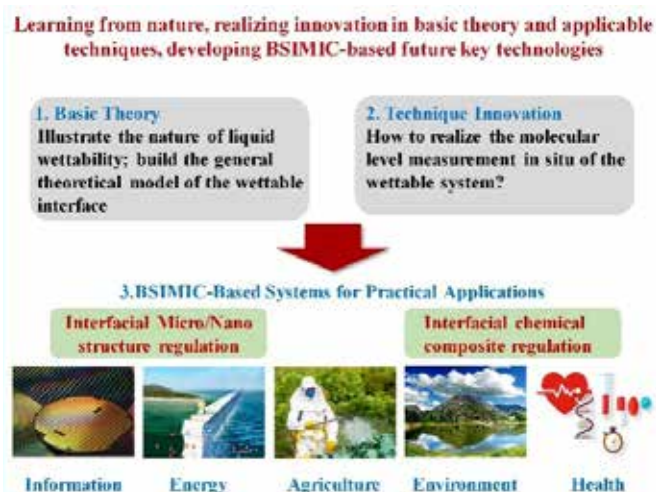 Learning from nature, realizing innovation in basic theory and applicable
techniques, developing BSIMIC-based future key technologies
1. Basic Theory
Illustrate the nature of liquid
wettability; build the general
theoretical model of the wettable
interface
2. Technique Innovation
How to realize the molecular
level measurement in situ of the
wettable system?
3.BSIMIC-Based Systems for Practical Applications
Interfacial Micro/Nano
structure regulation
Interfacial chemical
composite regulation
Information
Energy
Agriculture
Environment
Health